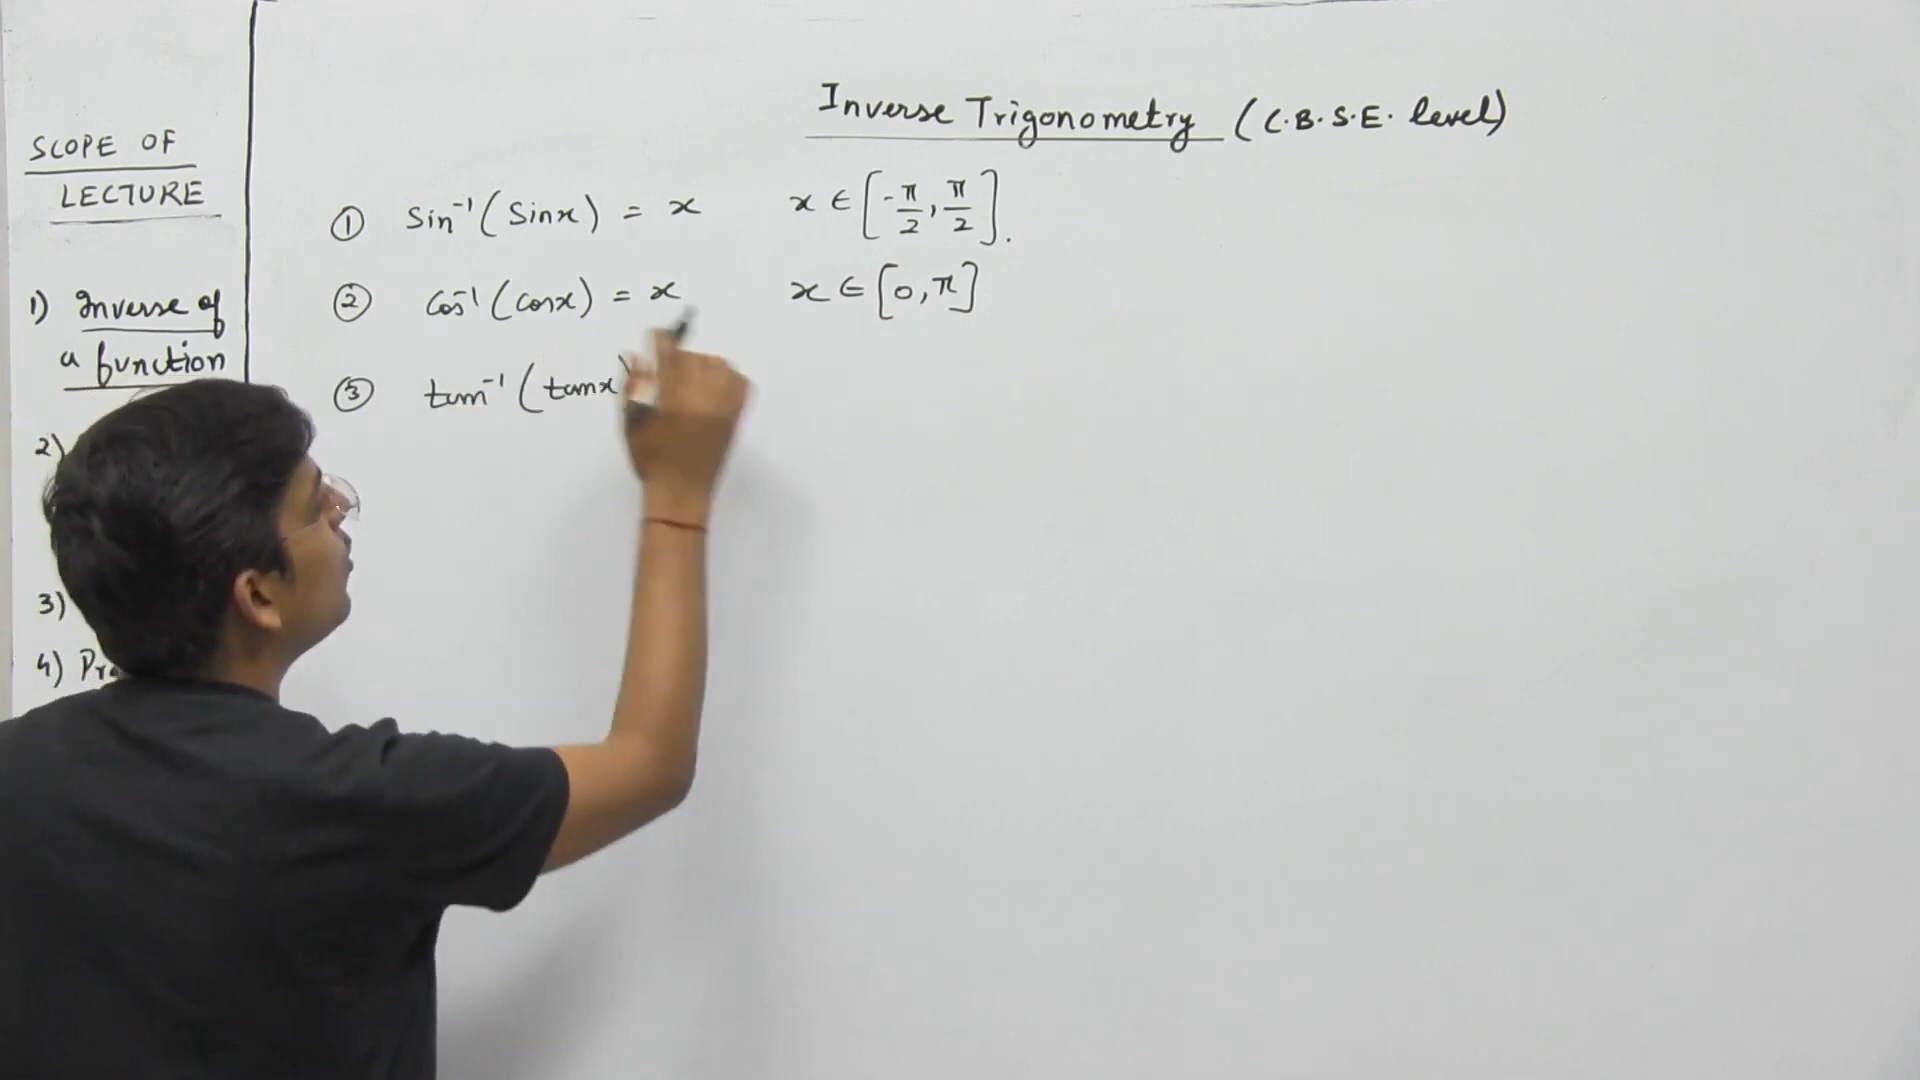 SCOPE OF
LECTURE
1) Inverse of
a function
2)
3)
4)
Inverse Trigonometry (C.B.S.E. level)
① Sin⁻¹(Sinx) = x x ∈ [-π/2, π/2].
② Cos⁻¹(cosx) = x x ∈ [0, π]
③ tan⁻¹(tanx)